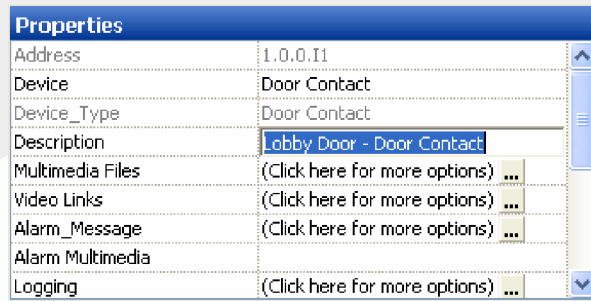 Properties
Address 1.0.0.I1
Device Door Contact
Device_Type Door Contact
Description Lobby Door - Door Contact
Multimedia Files (Click here for more options) ...
Video Links (Click here for more options) ...
Alarm_Message (Click here for more options) ...
Alarm Multimedia
Logging (Click here for more options) ...